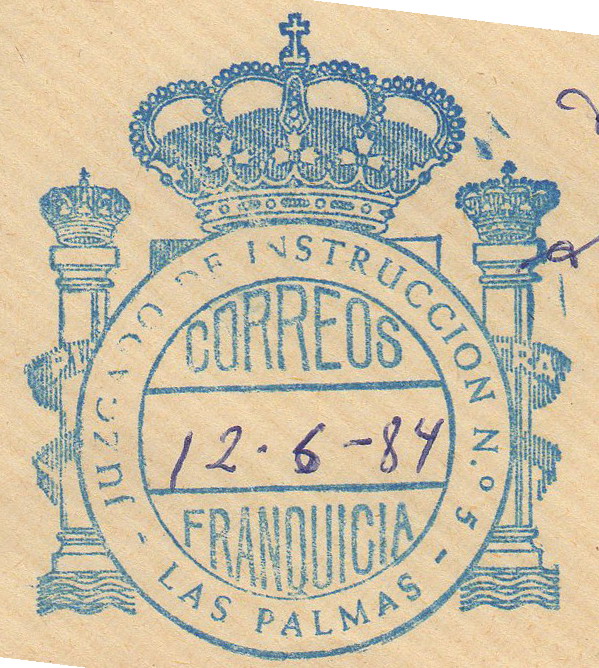 JUZGADO DE INSTRUCCION N.º 5
CORREOS
12-6-84
FRANQUICIA
- LAS PALMAS -